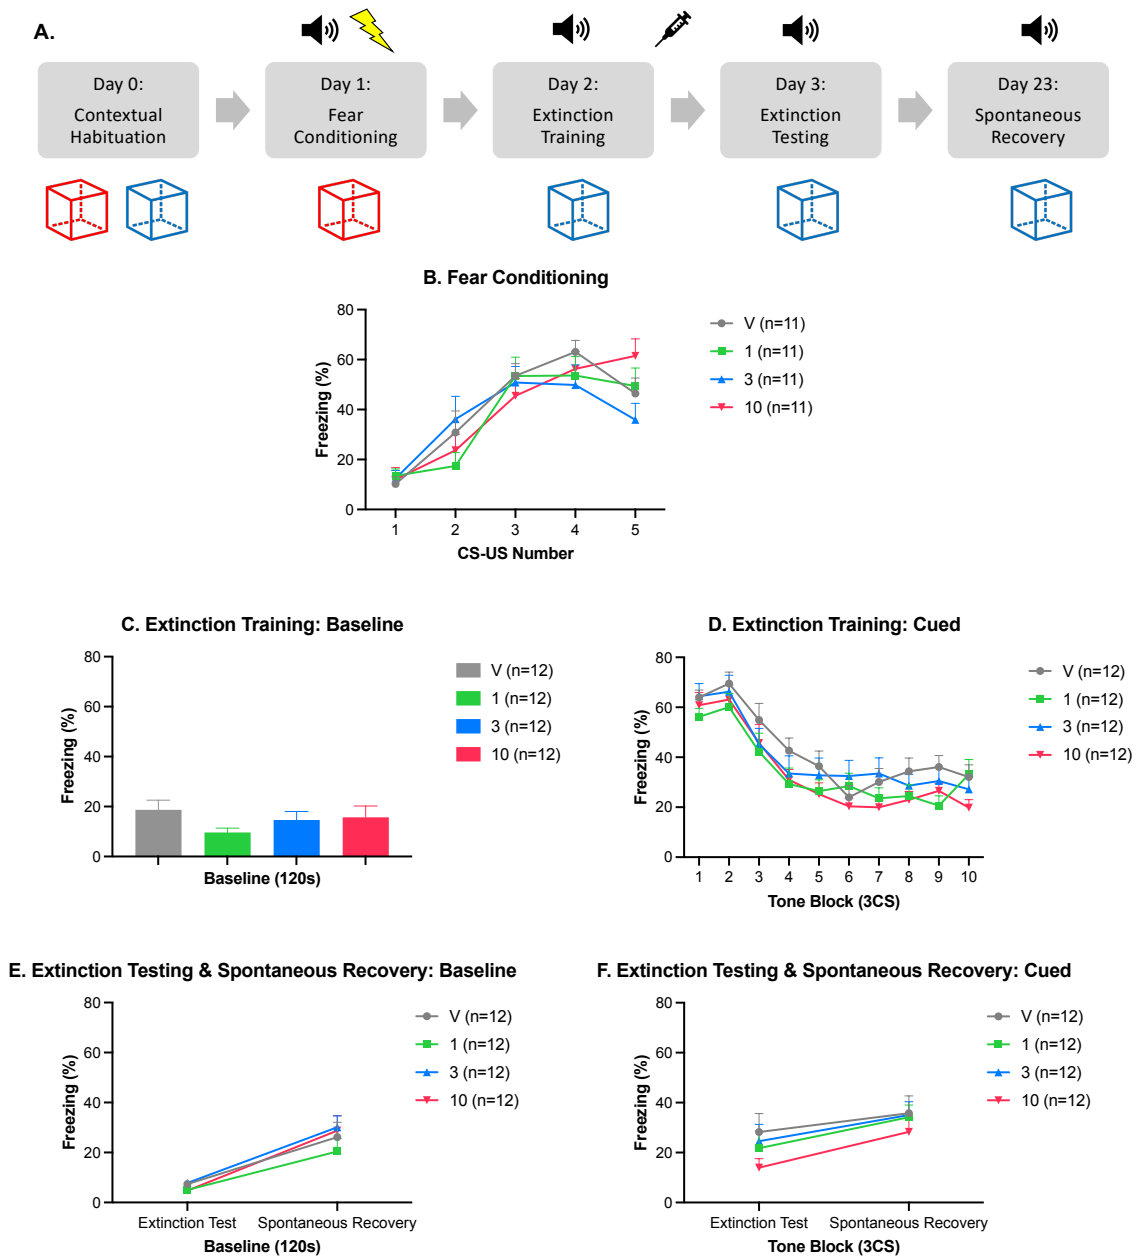 A.
Day 0:
Contextual
Habituation
Day 1:
Fear
Conditioning
Day 2:
Extinction
Training
Day 3:
Extinction
Testing
Day 23:
Spontaneous
Recovery
B. Fear Conditioning
Freezing (%)
80
60
40
20
0
1 2 3 4 5
CS-US Number
V (n=11)
1 (n=11)
3 (n=11)
10 (n=11)
C. Extinction Training: Baseline
Freezing (%)
80
60
40
20
0
Baseline (120s)
V (n=12)
1 (n=12)
3 (n=12)
10 (n=12)
D. Extinction Training: Cued
Freezing (%)
80
60
40
20
0
1 2 3 4 5 6 7 8 9 10
Tone Block (3CS)
V (n=12)
1 (n=12)
3 (n=12)
10 (n=12)
E. Extinction Testing & Spontaneous Recovery: Baseline
Freezing (%)
80
60
40
20
0
Extinction Test Spontaneous Recovery
Baseline (120s)
V (n=12)
1 (n=12)
3 (n=12)
10 (n=12)
F. Extinction Testing & Spontaneous Recovery: Cued
Freezing (%)
80
60
40
20
0
Extinction Test Spontaneous Recovery
Tone Block (3CS)
V (n=12)
1 (n=12)
3 (n=12)
10 (n=12)